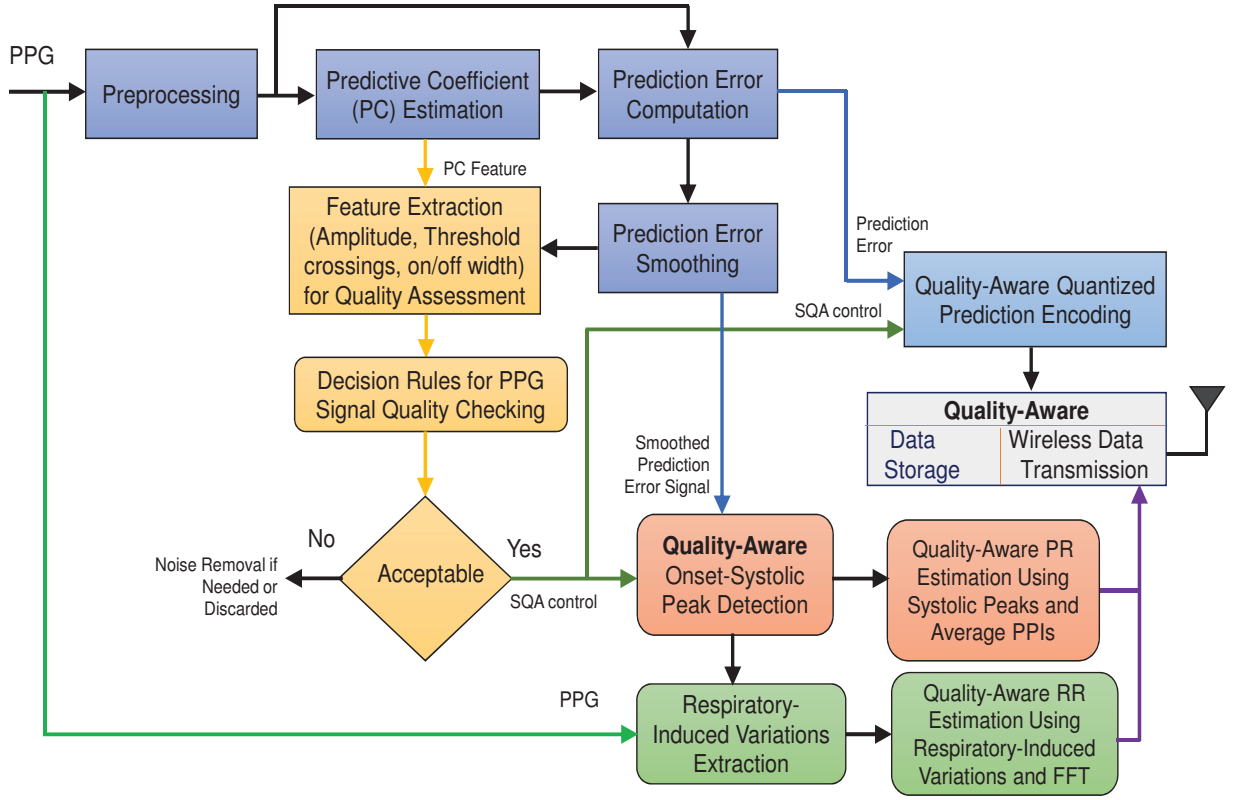 PPG
Preprocessing
Predictive Coefficient
(PC) Estimation
Prediction Error
Computation
PC Feature
Feature Extraction
(Amplitude, Threshold
crossings, on/off width)
for Quality Assessment
Prediction Error
Smoothing
Prediction
Error
Quality-Aware Quantized
Prediction Encoding
SQA control
Decision Rules for PPG
Signal Quality Checking
Quality-Aware
Data
Storage
Wireless Data
Transmission
Smoothed
Prediction
Error Signal
No
Noise Removal if
Needed or
Discarded
Acceptable
Yes
SQA control
Quality-Aware
Onset-Systolic
Peak Detection
Quality-Aware PR
Estimation Using
Systolic Peaks and
Average PPIs
PPG
Respiratory-
Induced Variations
Extraction
Quality-Aware RR
Estimation Using
Respiratory-Induced
Variations and FFT